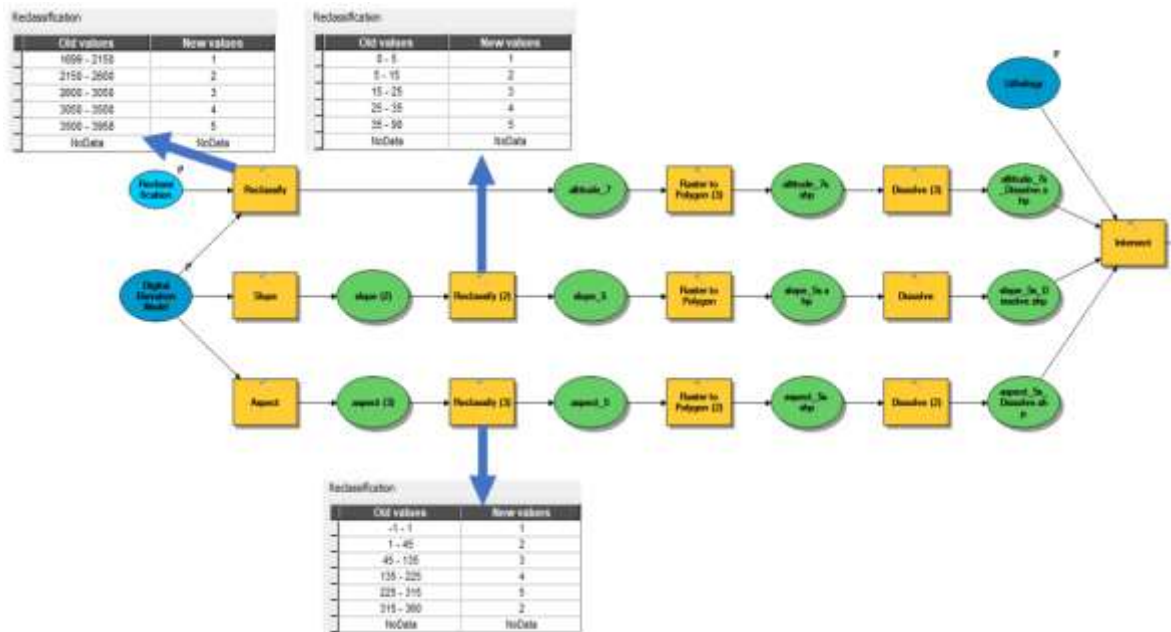 Reclassification
Old values New values
1699 - 2150 1
2150 - 2600 2
2600 - 3050 3
3050 - 3500 4
3500 - 3958 5
NoData NoData
Reclassification
Old values New values
0 - 5 1
5 - 15 2
15 - 25 3
25 - 35 4
35 - 90 5
NoData NoData
P
Lithology
P
Reclassi
fication
Reclassify
altitude_7
Raster to
Polygon (3)
Dissolve (3)
Intersect
P
Digital
Elevation
Model
Slope
slope (2)
Reclassify (2)
slope_5
Raster to
Polygon
Dissolve
Aspect
aspect (3)
Reclassify (3)
aspect_5
Raster to
Polygon (2)
Dissolve (2)
Reclassification
Old values New values
-1 - 1 1
1 - 45 2
45 - 135 3
135 - 225 4
225 - 315 5
315 - 360 2
NoData NoData